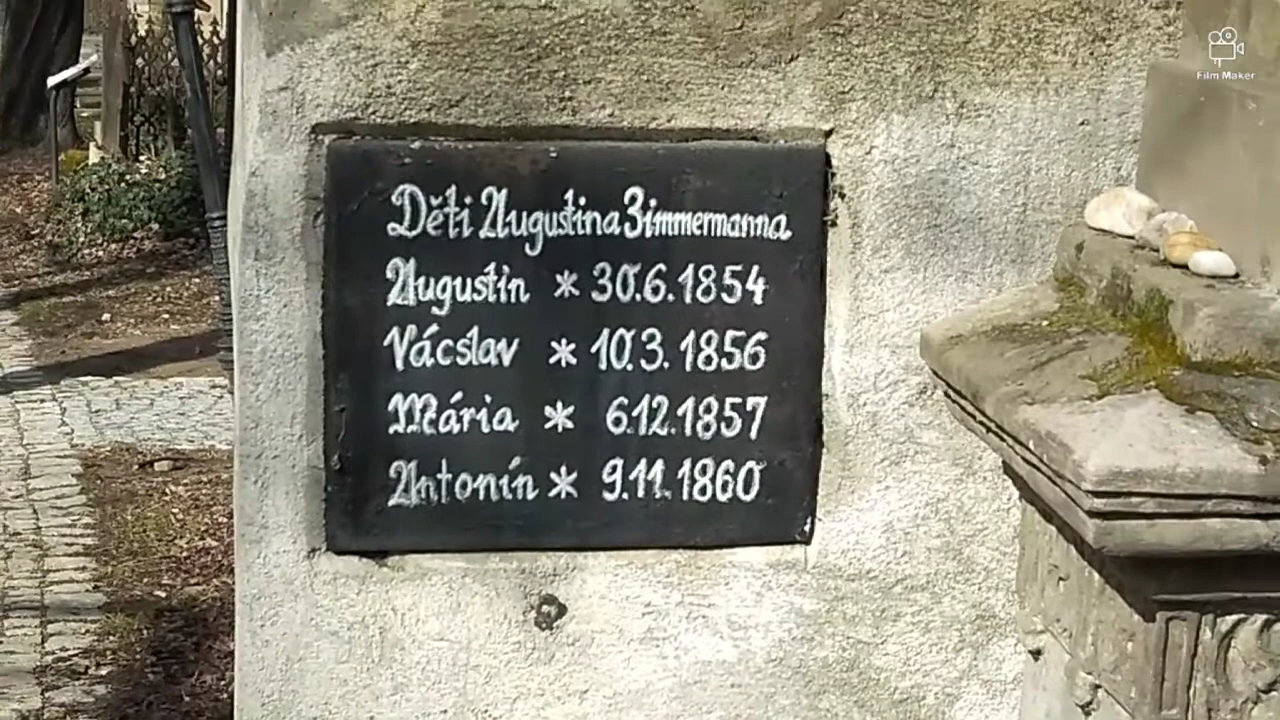 Film Maker
Děti Augustina Zimmermanna
Augustin * 30.6.1854
Vácslav * 10.3.1856
Mária * 6.12.1857
Antonín * 9.11.1860